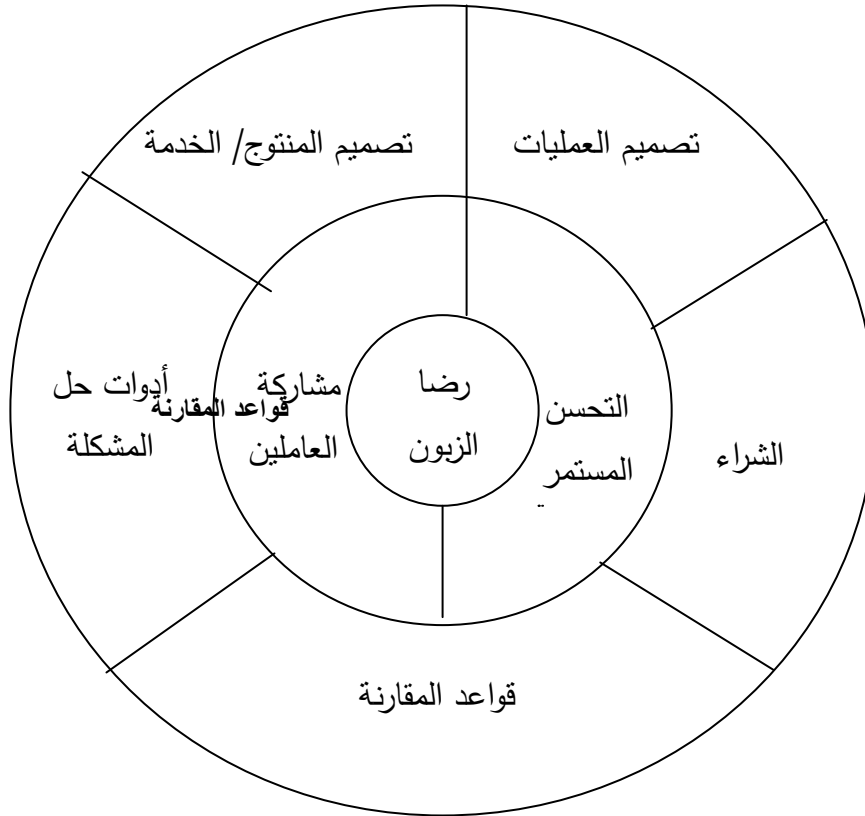 تصميم العمليات
تصميم المنتوج/ الخدمة
رضا
الزبون
مشاركة
العاملين
التحسن
المستمر
أدوات حل
المشكلة
قواعد المقارنة
الشراء
قواعد المقارنة